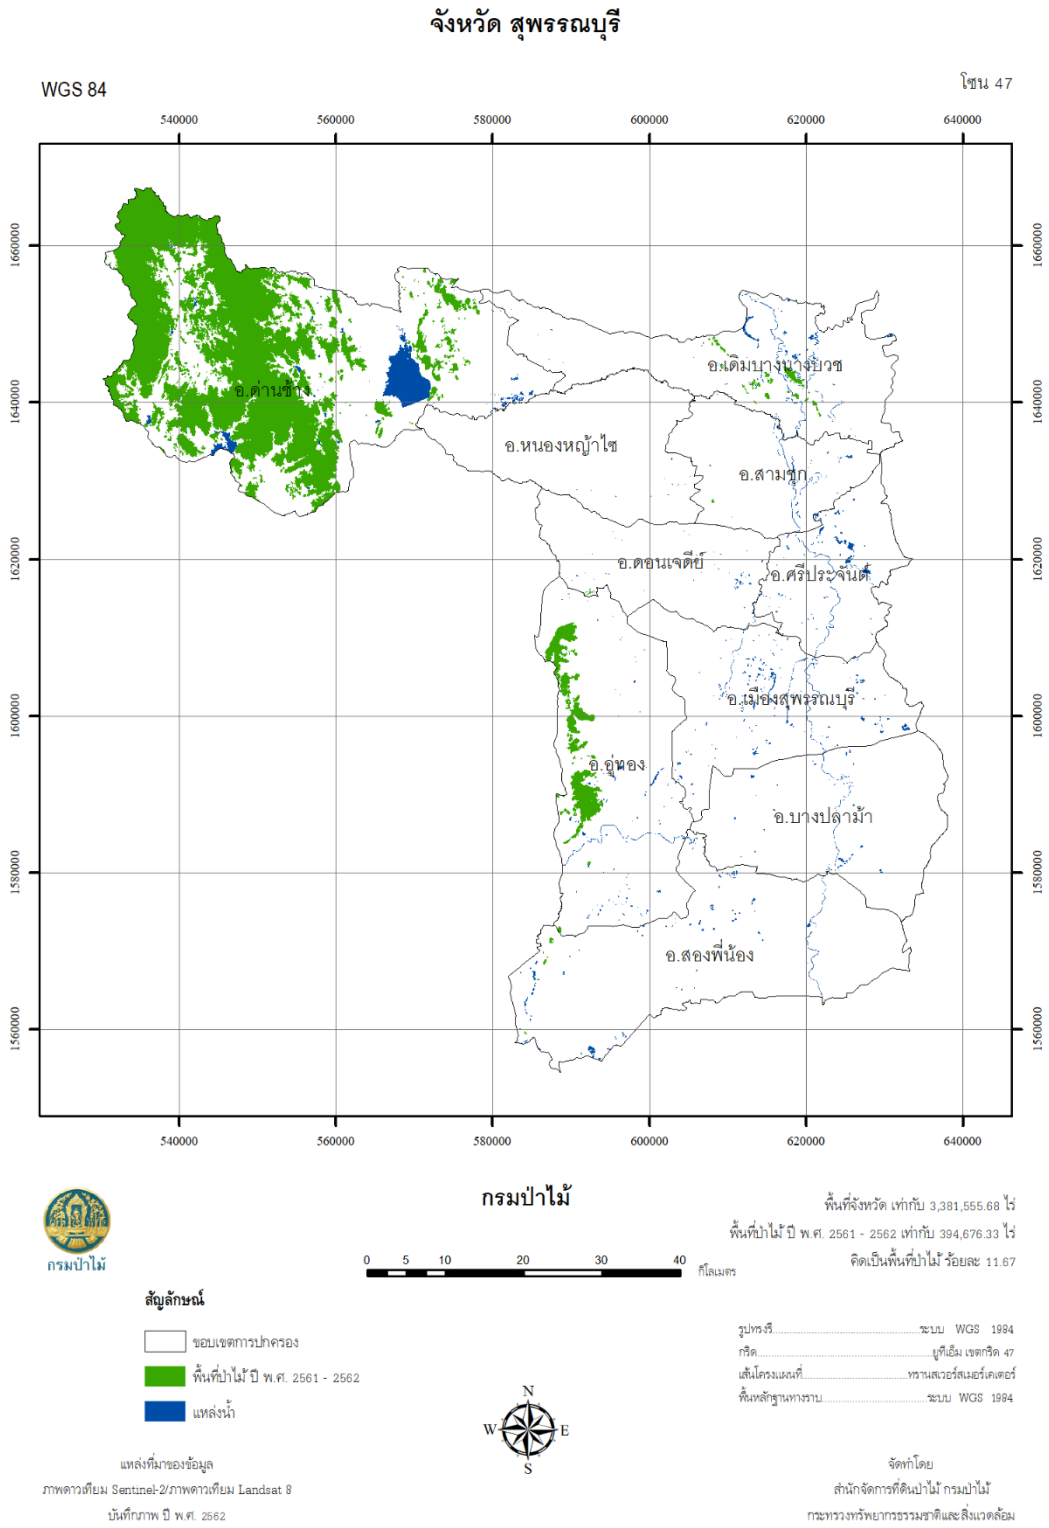 จังหวัด สุพรรณบุรี
WGS 84
โซน 47
540000 560000 580000 600000 620000 640000
1660000 1660000
1640000 1640000
1620000 1620000
1600000 1600000
1580000 1580000
1560000 1560000
อ.เดิมบางนางบวช
อ.ด่านช้าง
อ.หนองหญ้าไซ
อ.สามชุก
อ.ดอนเจดีย์
อ.ศรีประจันต์
อ.เมืองสุพรรณบุรี
อ.อู่ทอง
อ.บางปลาม้า
อ.สองพี่น้อง
540000 560000 580000 600000 620000 640000
กรมป่าไม้
กรมป่าไม้
0 5 10 20 30 40
กิโลเมตร
พื้นที่จังหวัด เท่ากับ 3,381,555.68 ไร่
พื้นที่ป่าไม้ ปี พ.ศ. 2561 - 2562 เท่ากับ 394,676.33 ไร่
คิดเป็นพื้นที่ป่าไม้ ร้อยละ 11.67
สัญลักษณ์
ขอบเขตการปกครอง
พื้นที่ป่าไม้ ปี พ.ศ. 2561 - 2562
แหล่งน้ำ
N
W E
S
รูปทรงรี........................ระบบ WGS 1984
กริด........................ยูทีเอ็ม เขตกริด 47
เส้นโครงแผนที่........................ทรานสเวอร์สเมอร์เคเตอร์
พื้นหลักฐานทางราบ........................ระบบ WGS 1984
แหล่งที่มาของข้อมูล
ภาพดาวเทียม Sentinel-2/ภาพดาวเทียม Landsat 8
บันทึกภาพ ปี พ.ศ. 2562
จัดทำโดย
สำนักจัดการที่ดินป่าไม้ กรมป่าไม้
กระทรวงทรัพยากรธรรมชาติและสิ่งแวดล้อม